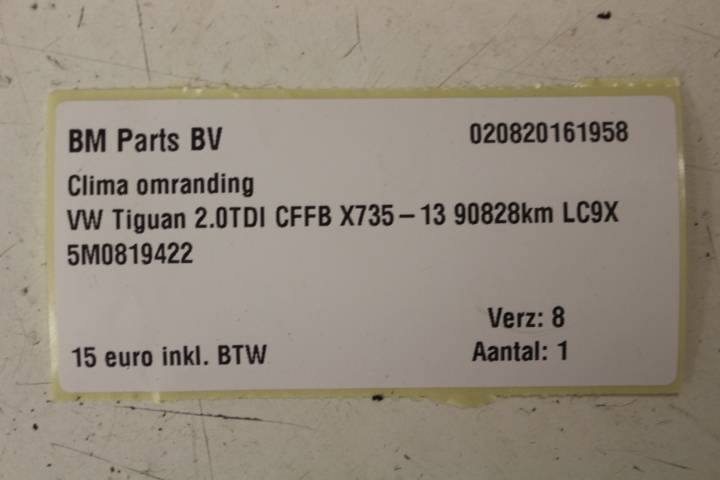 BM Parts BV 020820161958
Clima omranding
VW Tiguan 2.0TDI CFFB X735-13 90828km LC9X
5M0819422
Verz: 8
15 euro inkl. BTW Aantal: 1